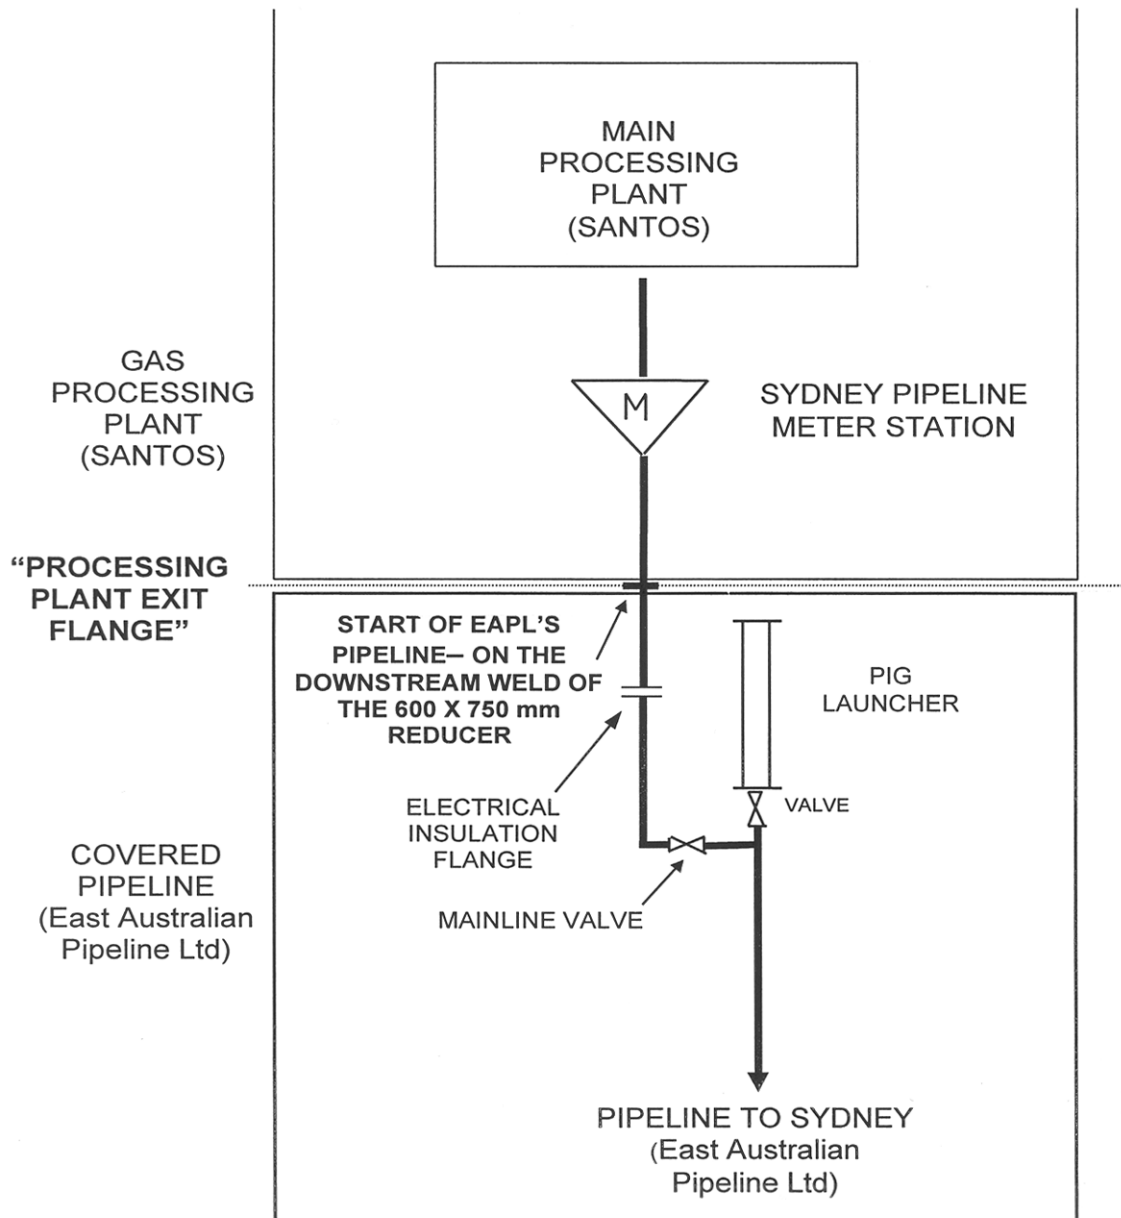 MAIN
PROCESSING
PLANT
(SANTOS)
GAS
PROCESSING
PLANT
(SANTOS)
M
SYDNEY PIPELINE
METER STATION
“PROCESSING
PLANT EXIT
FLANGE”
START OF EAPL’S
PIPELINE– ON THE
DOWNSTREAM WELD OF
THE 600 X 750 mm
REDUCER
PIG
LAUNCHER
VALVE
ELECTRICAL
INSULATION
FLANGE
MAINLINE VALVE
COVERED
PIPELINE
(East Australian
Pipeline Ltd)
PIPELINE TO SYDNEY
(East Australian
Pipeline Ltd)